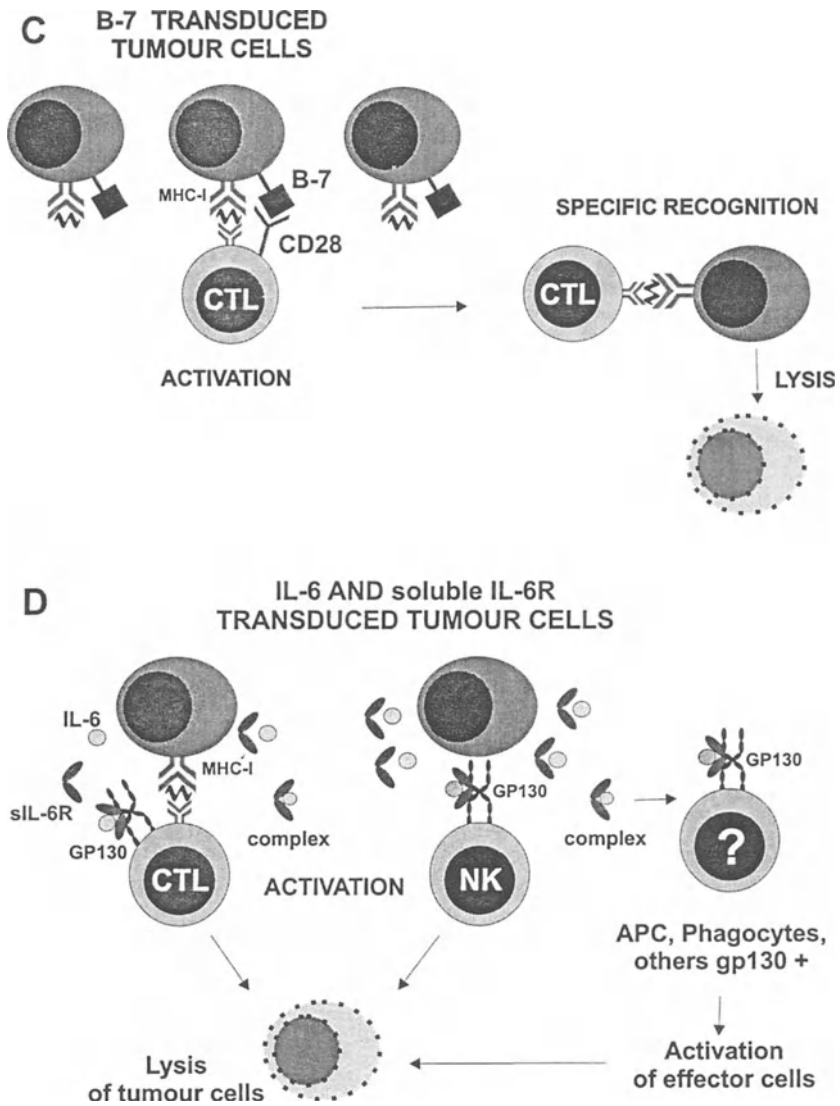 C
B-7 TRANSDUCED
TUMOUR CELLS
MHC-I
B-7
CD28
CTL
ACTIVATION
SPECIFIC RECOGNITION
CTL
LYSIS
D
IL-6 AND soluble IL-6R
TRANSDUCED TUMOUR CELLS
IL-6
MHC-I
sIL-6R
GP130
complex
CTL
ACTIVATION
GP130
NK
complex
GP130
?
APC, Phagocytes,
others gp130 +
Activation
of effector cells
Lysis
of tumour cells